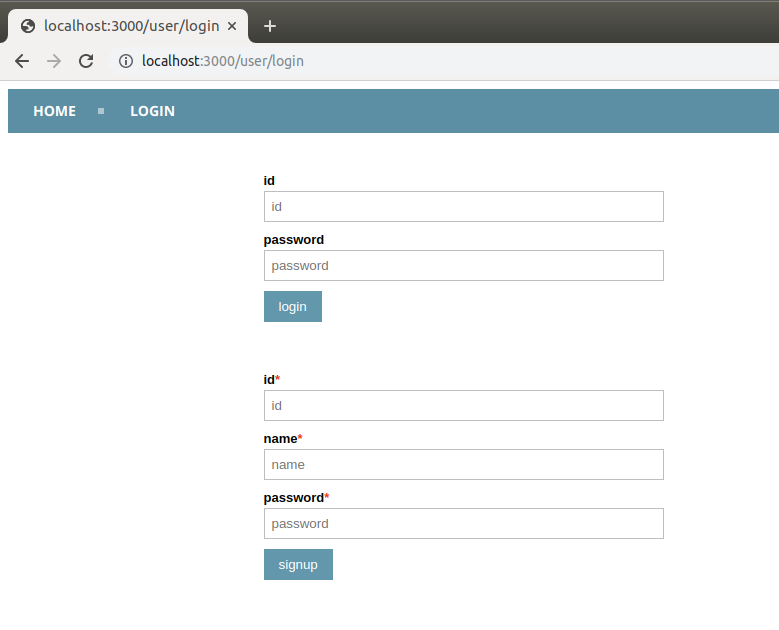 localhost:3000/user/login
localhost:3000/user/login
HOME LOGIN
id
id
password
password
login
id*
id
name*
name
password*
password
signup